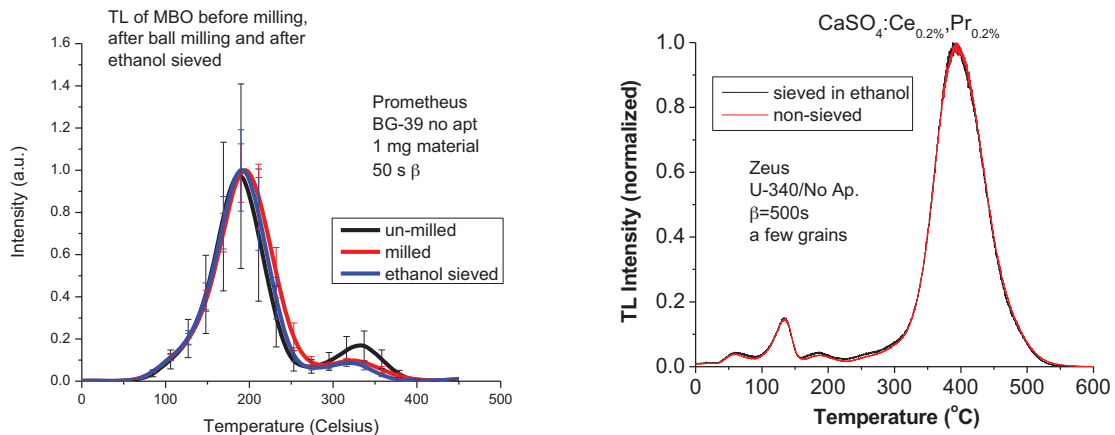 TL of MBO before milling,
after ball milling and after
ethanol sieved
1.6
1.4
1.2
1.0
0.8
0.6
0.4
0.2
0.0
Intensity (a.u.)
Prometheus
BG-39 no apt
1 mg material
50 s β
un-milled
milled
ethanol sieved
0
100
200
300
400
500
Temperature (Celsius)
CaSO4:Ce0.2%,Pr0.2%
1.0
0.8
0.6
0.4
0.2
0.0
TL Intensity (normalized)
sieved in ethanol
non-sieved
Zeus
U-340/No Ap.
β=500s
a few grains
0
100
200
300
400
500
600
Temperature (°C)